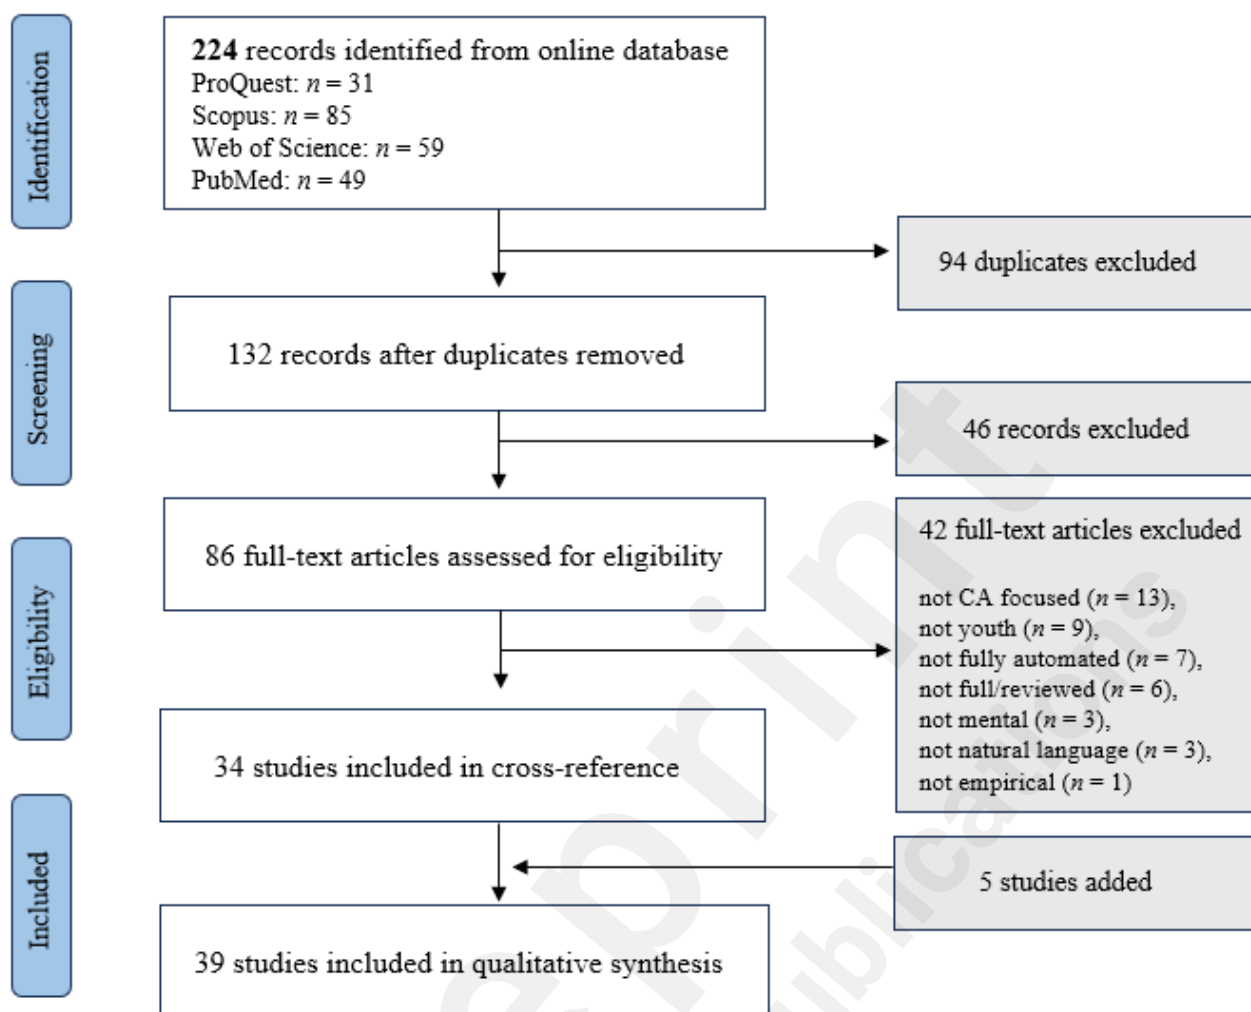 Identification
224 records identified from online database
ProQuest: n = 31
Scopus: n = 85
Web of Science: n = 59
PubMed: n = 49
94 duplicates excluded
Screening
132 records after duplicates removed
46 records excluded
Eligibility
86 full-text articles assessed for eligibility
42 full-text articles excluded
not CA focused (n = 13),
not youth (n = 9),
not fully automated (n = 7),
not full/reviewed (n = 6),
not mental (n = 3),
not natural language (n = 3),
not empirical (n = 1)
34 studies included in cross-reference
Included
5 studies added
39 studies included in qualitative synthesis